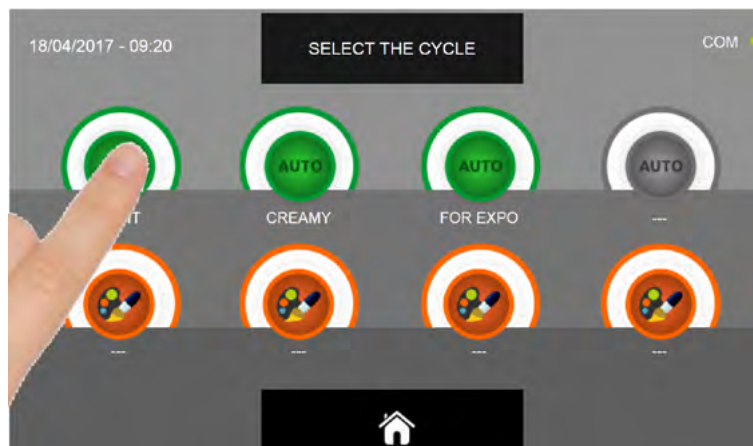 18/04/2017 - 09:20
SELECT THE CYCLE
COM
AUTO
AUTO
AUTO
CREAMY
FOR EXPO
---
---
---
---
---